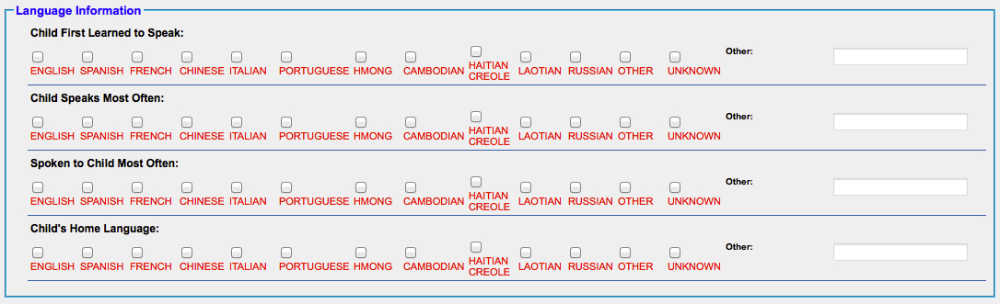 Language Information
Child First Learned to Speak:
ENGLISH SPANISH FRENCH CHINESE ITALIAN PORTUGUESE HMONG CAMBODIAN HAITIAN CREOLE LAOTIAN RUSSIAN OTHER UNKNOWN Other:
Child Speaks Most Often:
ENGLISH SPANISH FRENCH CHINESE ITALIAN PORTUGUESE HMONG CAMBODIAN HAITIAN CREOLE LAOTIAN RUSSIAN OTHER UNKNOWN Other:
Spoken to Child Most Often:
ENGLISH SPANISH FRENCH CHINESE ITALIAN PORTUGUESE HMONG CAMBODIAN HAITIAN CREOLE LAOTIAN RUSSIAN OTHER UNKNOWN Other:
Child's Home Language:
ENGLISH SPANISH FRENCH CHINESE ITALIAN PORTUGUESE HMONG CAMBODIAN HAITIAN CREOLE LAOTIAN RUSSIAN OTHER UNKNOWN Other: